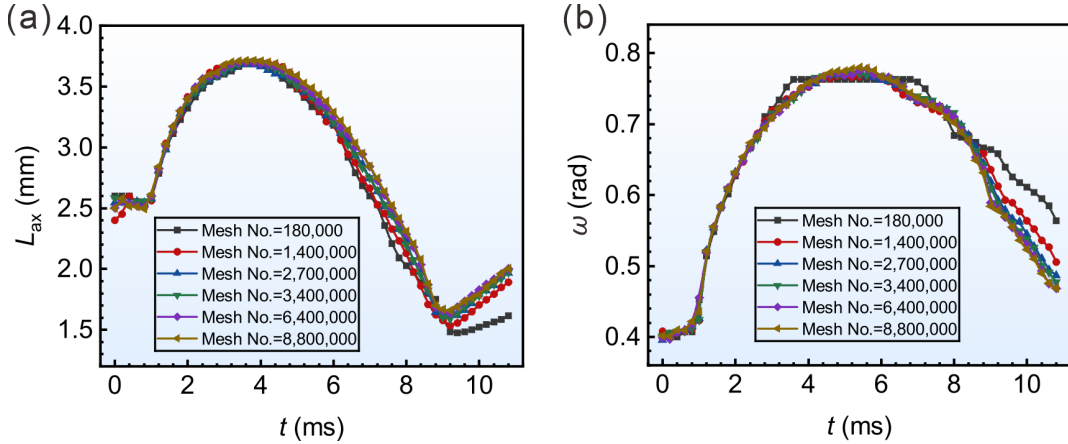 (a)
4.0
3.5
3.0
2.5
2.0
1.5
L_ax (mm)
Mesh No.=180,000
Mesh No.=1,400,000
Mesh No.=2,700,000
Mesh No.=3,400,000
Mesh No.=6,400,000
Mesh No.=8,800,000
0 2 4 6 8 10
t (ms)
(b)
0.8
0.7
0.6
0.5
0.4
ω (rad)
Mesh No.=180,000
Mesh No.=1,400,000
Mesh No.=2,700,000
Mesh No.=3,400,000
Mesh No.=6,400,000
Mesh No.=8,800,000
0 2 4 6 8 10
t (ms)